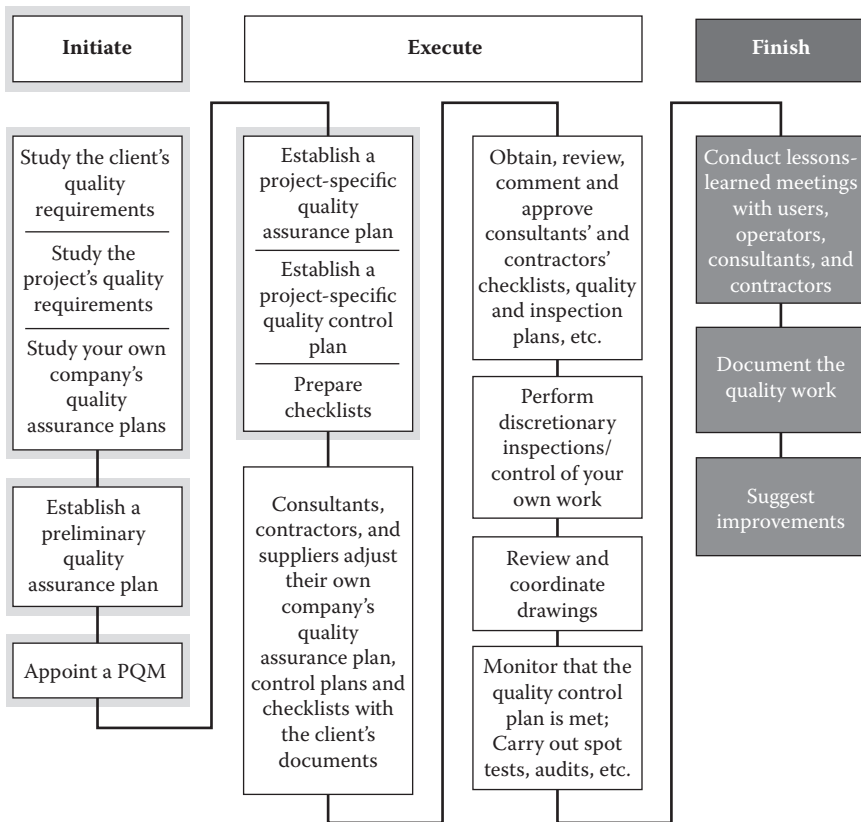 Initiate
Execute
Finish
Study the client's
quality
requirements
Study the
project's quality
requirements
Study your own
company's
quality
assurance plans
Establish a
preliminary
quality
assurance plan
Appoint a PQM
Establish a
project-specific
quality
assurance plan
Establish a
project-specific
quality control
plan
Prepare
checklists
Consultants,
contractors, and
suppliers adjust
their own
company's
quality
assurance plan,
control plans and
checklists with
the client's
documents
Obtain, review,
comment and
approve
consultants' and
contractors'
checklists, quality
and inspection
plans, etc.
Perform
discretionary
inspections/
control of your
own work
Review and
coordinate
drawings
Monitor that the
quality control
plan is met;
Carry out spot
tests, audits, etc.
Conduct lessons-
learned meetings
with users,
operators,
consultants, and
contractors
Document the
quality work
Suggest
improvements